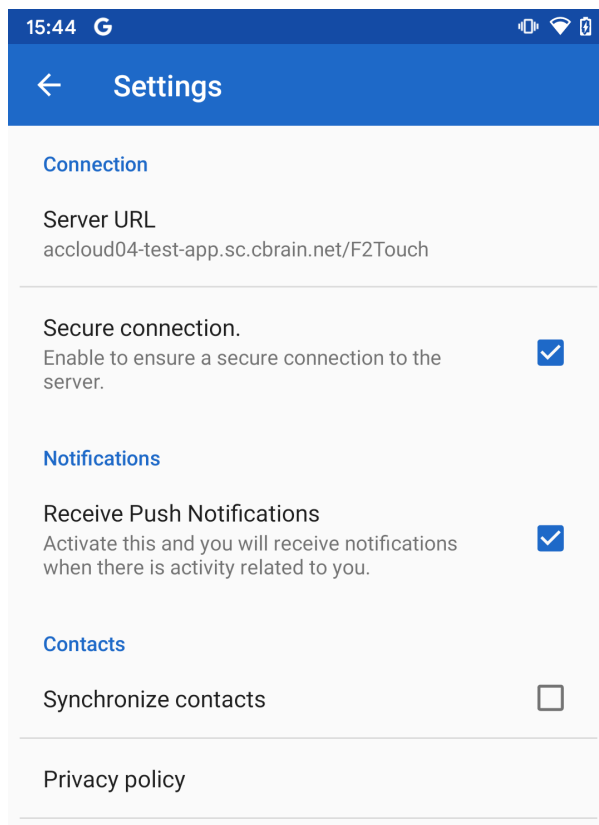 15:44 G
Settings
Connection
Server URL
accloud04-test-app.sc.cbrain.net/F2Touch
Secure connection.
Enable to ensure a secure connection to the
server.
Notifications
Receive Push Notifications
Activate this and you will receive notifications
when there is activity related to you.
Contacts
Synchronize contacts
Privacy policy